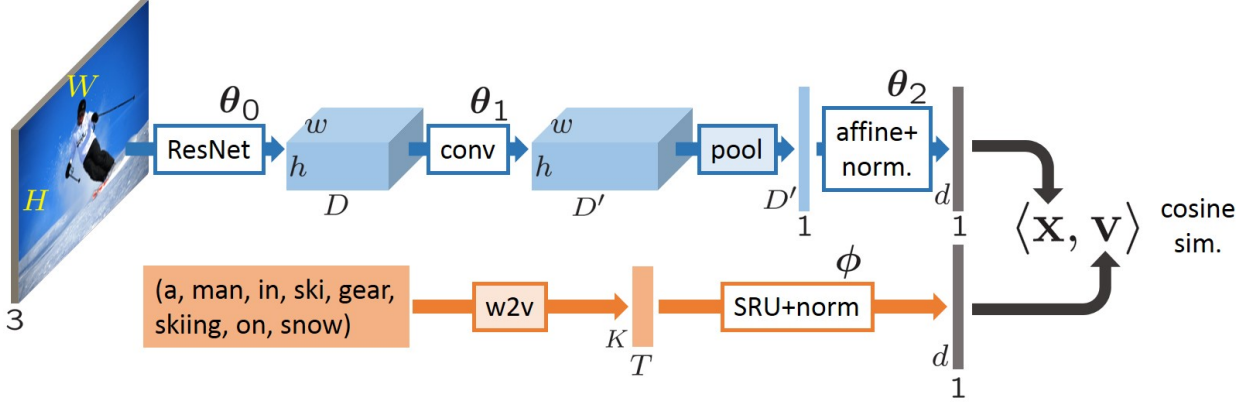 W
H
3
θ₀
ResNet
w
h
D
θ₁
conv
w
h
D′
pool
D′
1
θ₂
affine+
norm.
d
1
⟨x, v⟩
cosine
sim.
(a, man, in, ski, gear,
skiing, on, snow)
w2v
K
T
ϕ
SRU+norm
d
1